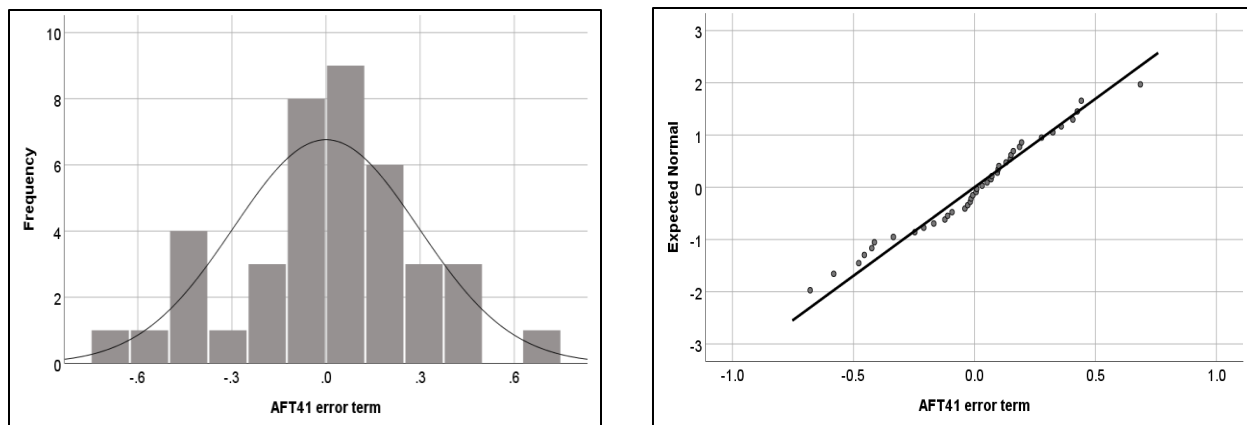 10
8
6
4
2
0
Frequency
-.6 -.3 .0 .3 .6
AFT41 error term
3
2
1
0
-1
-2
-3
Expected Normal
-1.0 -0.5 0.0 0.5 1.0
AFT41 error term